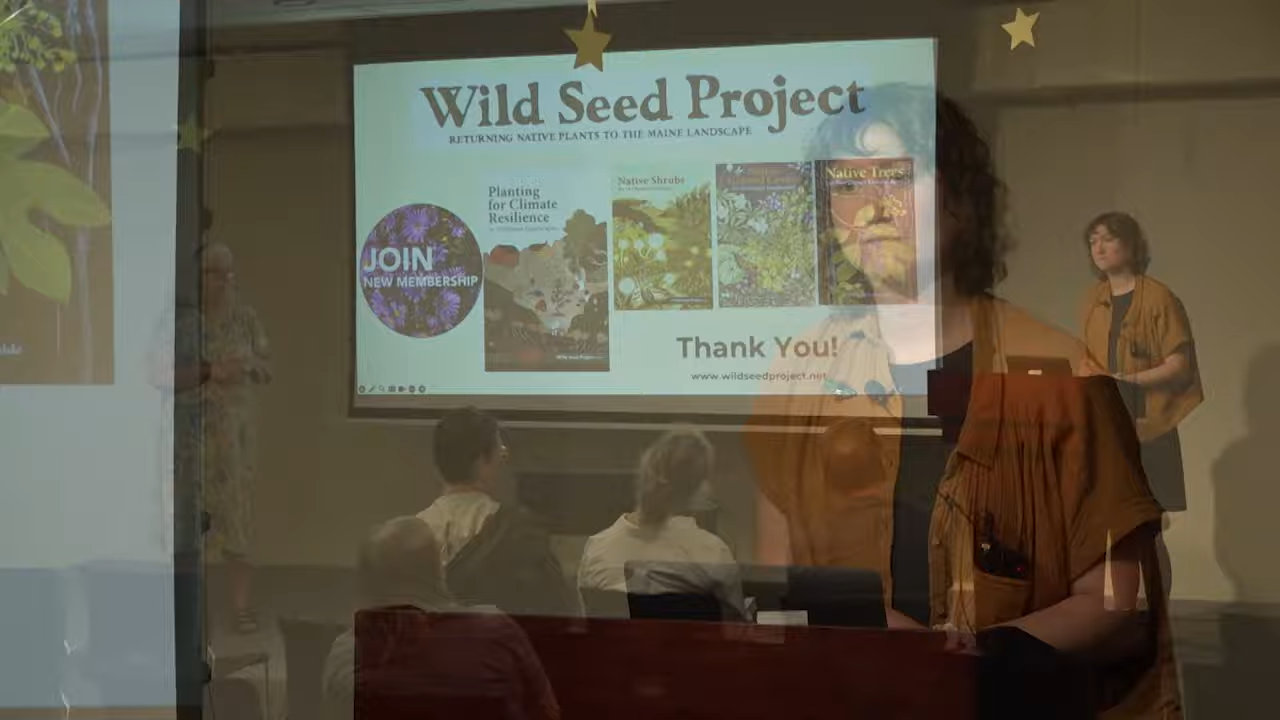 Wild Seed Project
RETURNING NATIVE PLANTS TO THE MAINE LANDSCAPE
Planting
for Climate
Resilience
Native Shrubs
Native Trees
JOIN
NEW MEMBERSHIP
Thank You!
www.wildseedproject.net